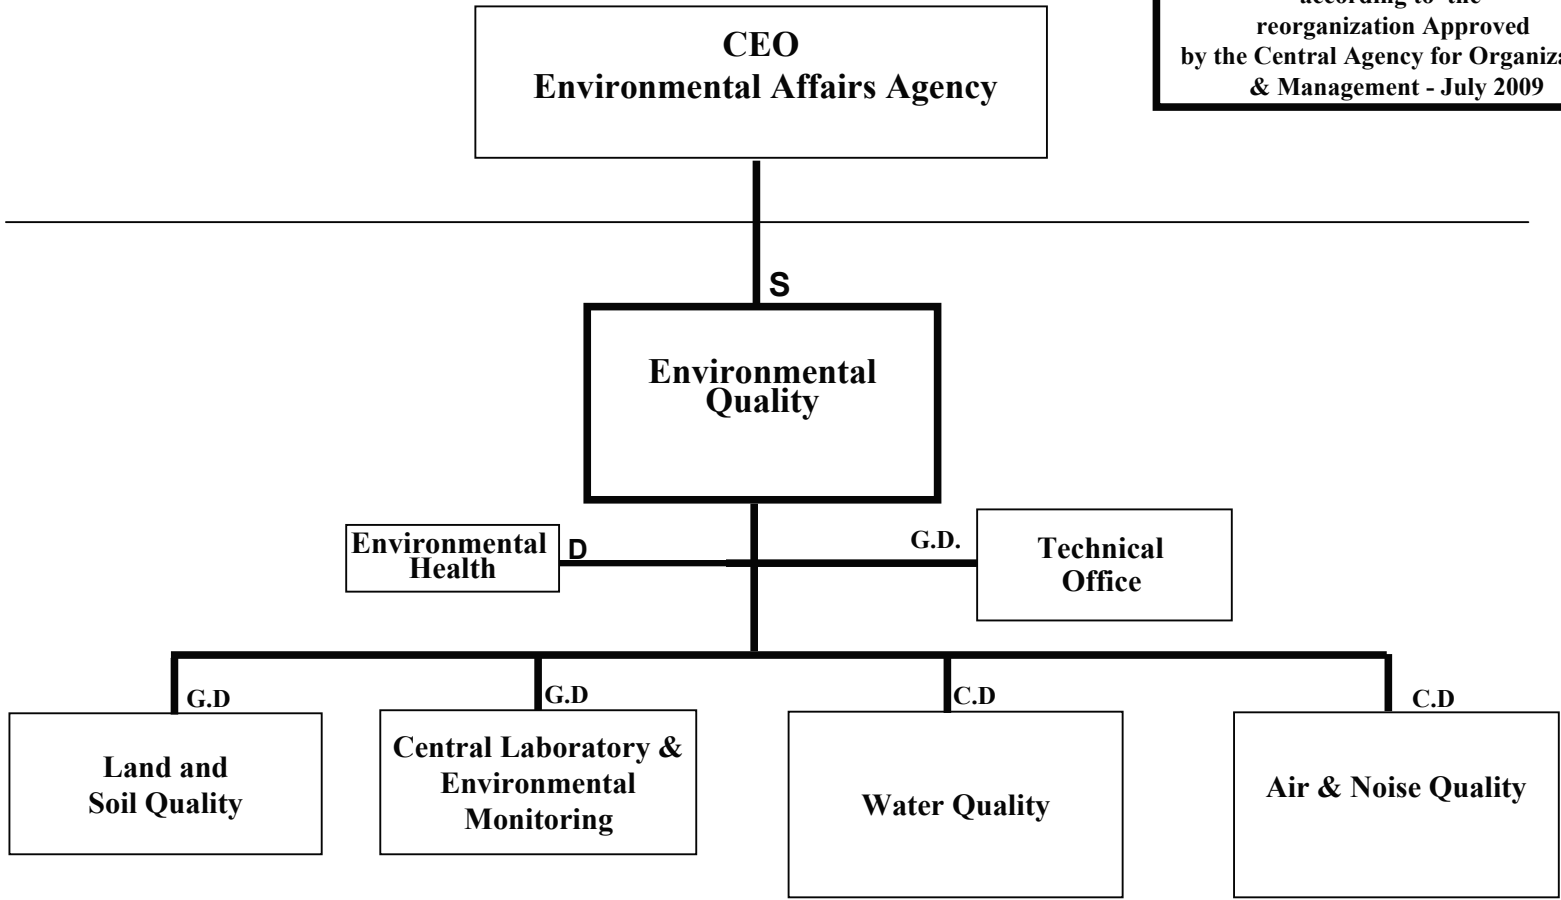 CEO
Environmental Affairs Agency
according to the
reorganization Approved
by the Central Agency for
& Management - July 2009
S
Environmental
Quality
Environmental
Health
D
G.D.
Technical
Office
G.D
Land and
Soil Quality
G.D
Central Laboratory &
Environmental
Monitoring
C.D
Water Quality
C.D
Air & Noise Quality